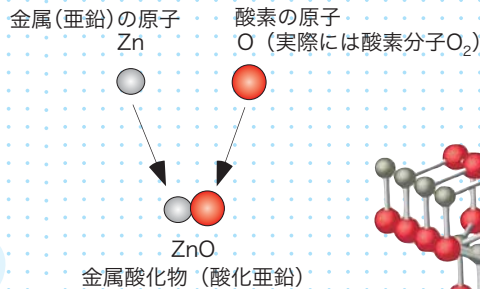 金属（亜鉛）の原子
Zn
酸素の原子
O（実際には酸素分子O₂）
ZnO
金属酸化物（酸化亜鉛）